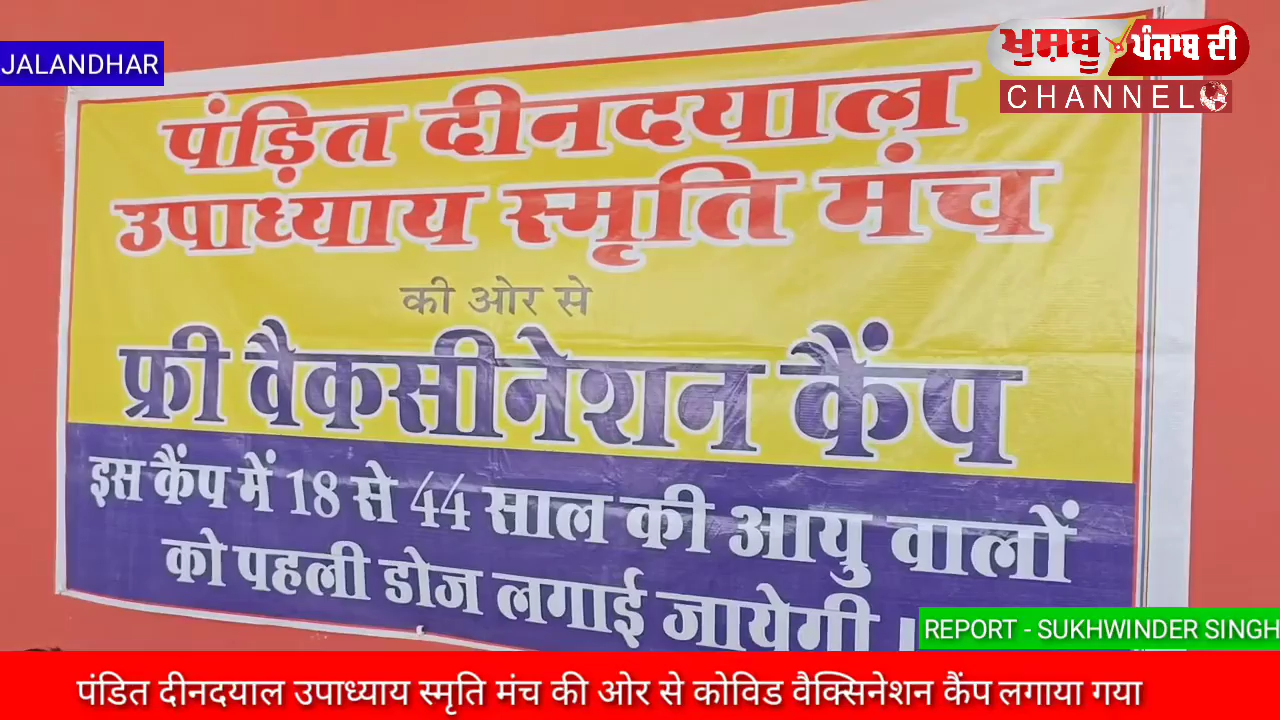 JALANDHAR
ਖੁਸ਼ਬੂ ਪੰਜਾਬ ਦੀ
CHANNEL
पंड़ित दीनदयाल
उपाध्याय स्मृति मंच
की ओर से
फ्री वैकसीनेशन कैंप
इस कैंप में 18 से 44 साल की आयु वालों
को पहली डोज लगाई जायेगी।
REPORT - SUKHWINDER SINGH
पंडित दीनदयाल उपाध्याय स्मृति मंच की ओर से कोविड वैक्सिनेशन कैंप लगाया गया